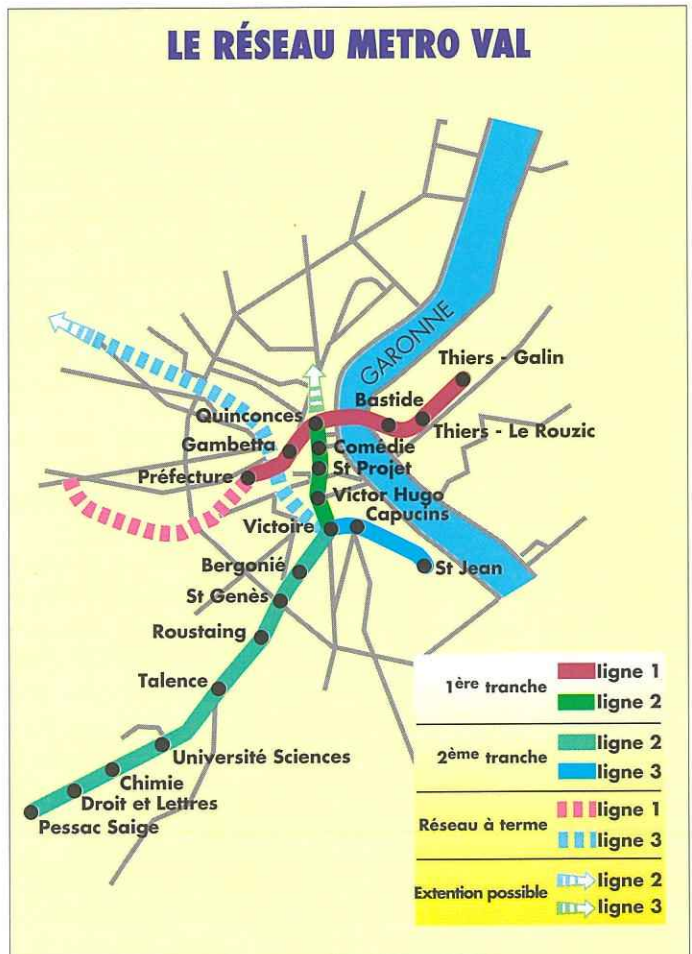 LE RÉSEAU METRO VAL
GARONNE
Thiers - Galin
Bastide
Quinconces
Thiers - Le Rouzic
Gambetta
Comédie
St Projet
Préfecture
Victor Hugo
Capucins
Victoire
Bergonié
St Jean
St Genès
Roustaing
Talence
Université Sciences
Chimie
Droit et Lettres
Pessac Saige
1ère tranche
ligne 1
ligne 2
2ème tranche
ligne 2
ligne 3
Réseau à terme
ligne 1
ligne 3
Extention possible
ligne 2
ligne 3